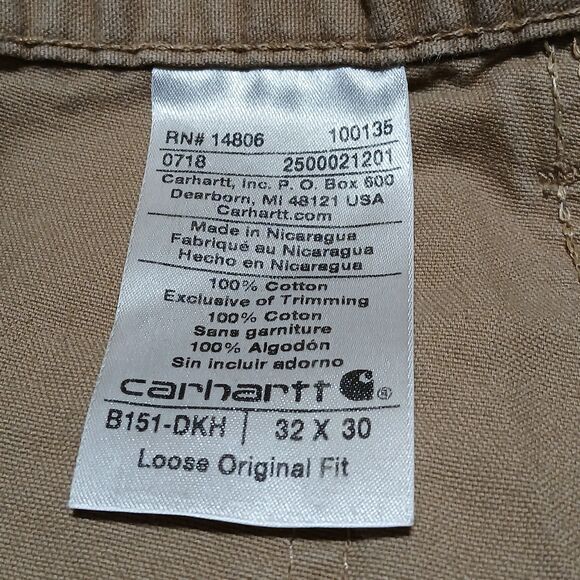 RN# 14806 100135
0718 2500021201
Carhartt, Inc. P. O. Box 600
Dearborn, MI 48121 USA
Carhartt.com
Made in Nicaragua
Fabriqué au Nicaragua
Hecho en Nicaragua
100% Cotton
Exclusive of Trimming
100% Coton
Sans garniture
100% Algodón
Sin incluir adorno
carhartt ®
B151-DKH | 32 X 30
Loose Original Fit